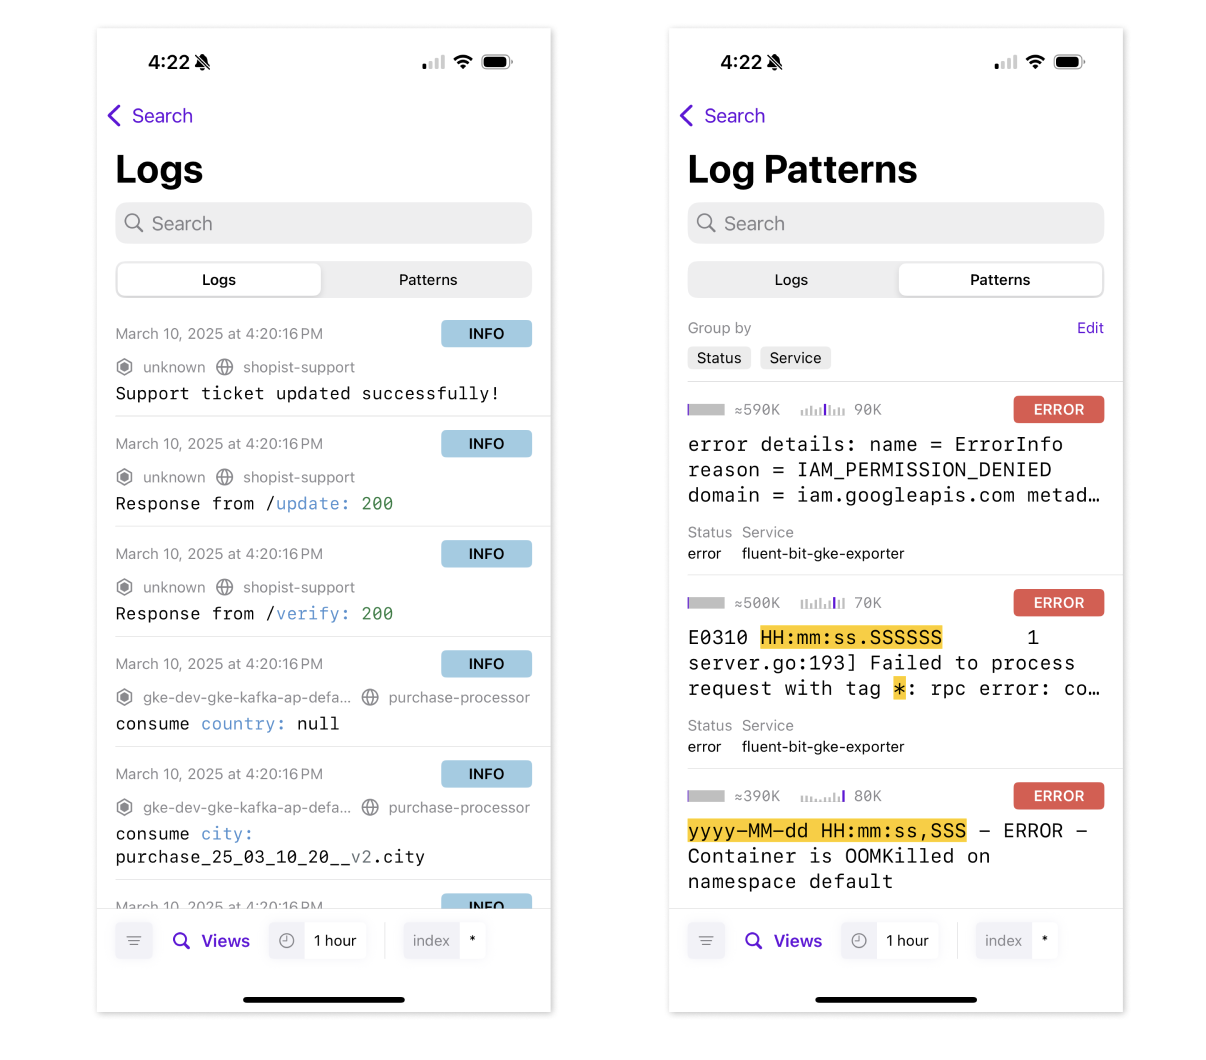 4:22
Search
Logs
Search
Logs Patterns
March 10, 2025 at 4:20:16 PM INFO
unknown shopist-support
Support ticket updated successfully!
March 10, 2025 at 4:20:16 PM INFO
unknown shopist-support
Response from /update: 200
March 10, 2025 at 4:20:16 PM INFO
unknown shopist-support
Response from /verify: 200
March 10, 2025 at 4:20:16 PM INFO
gke-dev-gke-kafka-ap-defa... purchase-processor
consume country: null
March 10, 2025 at 4:20:16 PM INFO
gke-dev-gke-kafka-ap-defa... purchase-processor
consume city:
purchase_25_03_10_20__v2.city
March 10, 2025 at 4:20:16 PM INFO
Views 1 hour index *
4:22
Search
Log Patterns
Search
Logs Patterns
Group by Edit
Status Service
≈590K 90K ERROR
error details: name = ErrorInfo
reason = IAM_PERMISSION_DENIED
domain = iam.googleapis.com metad…
Status Service
error fluent-bit-gke-exporter
≈500K 70K ERROR
E0310 HH:mm:ss.SSSSSS 1
server.go:193] Failed to process
request with tag *: rpc error: co…
Status Service
error fluent-bit-gke-exporter
≈390K 80K ERROR
yyyy-MM-dd HH:mm:ss,SSS – ERROR –
Container is OOMKilled on
namespace default
Views 1 hour index *